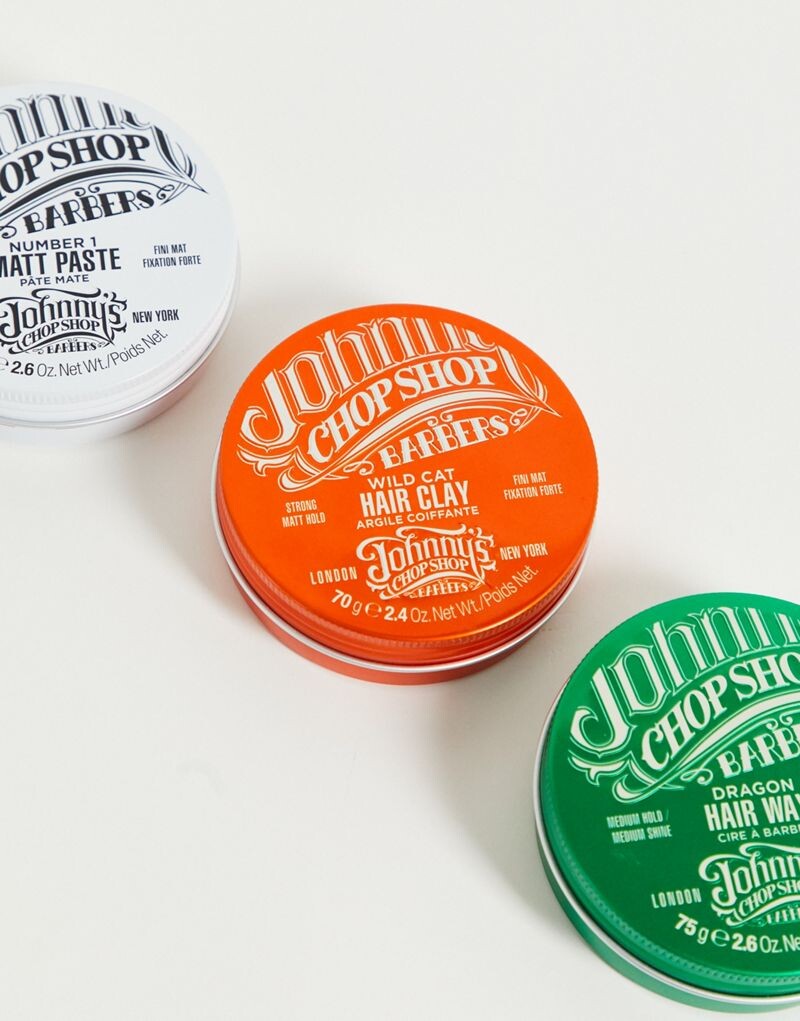 CHOP SHOP
BARBERS
NUMBER 1
MATT PASTE
PÂTE MATE
FINI MAT
FIXATION FORTE
Johnny's
CHOP SHOP
BARBERS
NEW YORK
e 2.6 Oz. Net Wt./Poids Net.
CHOP SHOP
BARBERS
WILD CAT
HAIR CLAY
ARGILE COIFFANTE
STRONG
MATT HOLD
FINI MAT
FIXATION FORTE
Johnny's
CHOP SHOP
BARBERS
LONDON
NEW YORK
70 g e 2.4 Oz. Net Wt./Poids Net.
DRAGON
HAIR WAX
CIRE À
MEDIUM HOLD /
MEDIUM SHINE
CHOP SHOP
LONDON
75 g e 2.6 Oz.